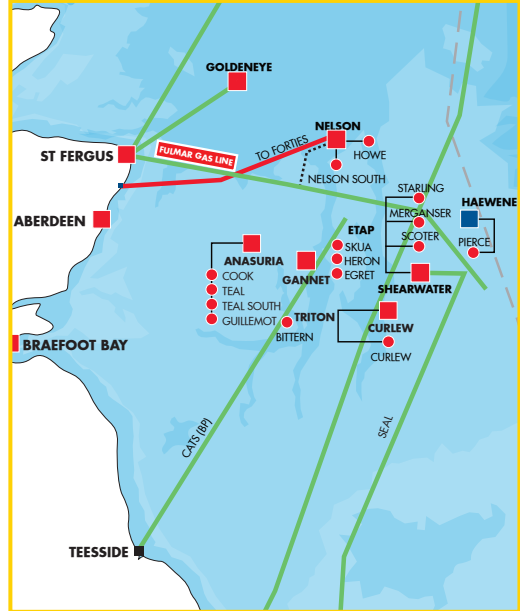 GOLDENEYE
NELSON
TO FORTIES
FULMAR GAS LINE
ST FERGUS
HOWE
NELSON SOUTH
STARLING
HAEWENE
MERGANSER
ABERDEEN
ETAP
SCOTER
SKUA
PIERCE
ANASURIA
HERON
GANNET
EGRET
COOK
SHEARWATER
TEAL
TEAL SOUTH
GUILLEMOT
TRITON
CURLEW
BITTERN
BRAEFOOT BAY
CURLEW
CATS (BP)
SEAL
TEESSIDE